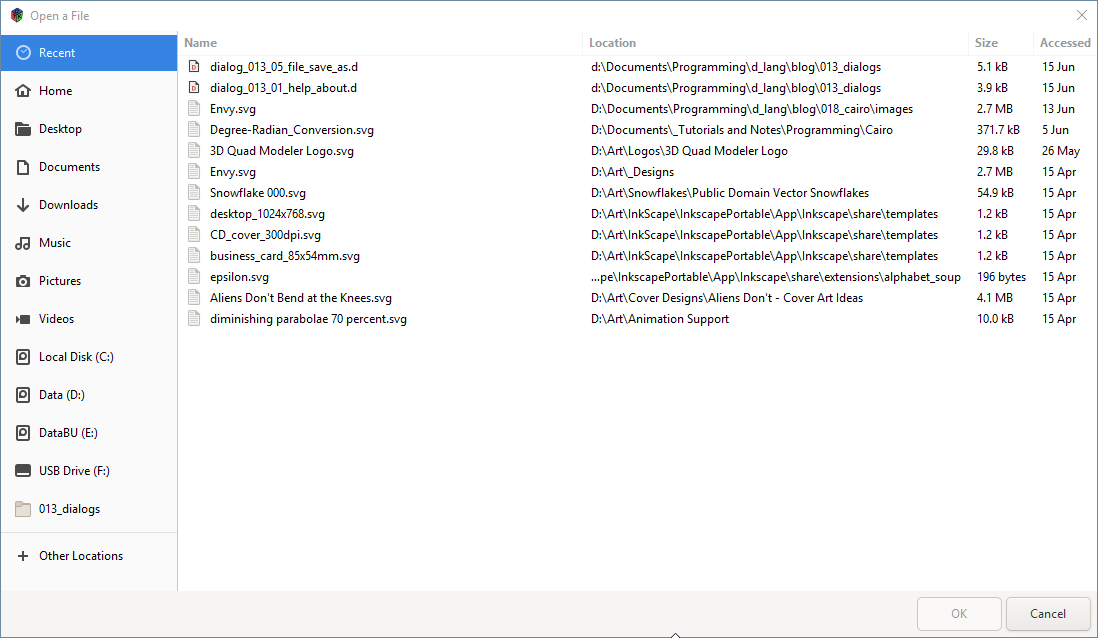 Open a File
Recent
Home
Desktop
Documents
Downloads
Music
Pictures
Videos
Local Disk (C:)
Data (D:)
DataBU (E:)
USB Drive (F:)
013_dialogs
Other Locations
Name Location Size Accessed
dialog_013_05_file_save_as.d d:\Documents\Programming\d_lang\blog\013_dialogs 5.1 kB 15 Jun
dialog_013_01_help_about.d d:\Documents\Programming\d_lang\blog\013_dialogs 3.9 kB 15 Jun
Envy.svg D:\Documents\Programming\d_lang\blog\018_cairo\images 2.7 MB 13 Jun
Degree-Radian_Conversion.svg D:\Documents\_Tutorials and Notes\Programming\Cairo 371.7 kB 5 Jun
3D Quad Modeler Logo.svg D:\Art\Logos\3D Quad Modeler Logo 29.8 kB 26 May
Envy.svg D:\Art\_Designs 2.7 MB 15 Apr
Snowflake 000.svg D:\Art\Snowflakes\Public Domain Vector Snowflakes 54.9 kB 15 Apr
desktop_1024x768.svg D:\Art\InkScape\InkscapePortable\App\Inkscape\share\templates 1.2 kB 15 Apr
CD_cover_300dpi.svg D:\Art\InkScape\InkscapePortable\App\Inkscape\share\templates 1.2 kB 15 Apr
business_card_85x54mm.svg D:\Art\InkScape\InkscapePortable\App\Inkscape\share\templates 1.2 kB 15 Apr
epsilon.svg ...pe\InkscapePortable\App\Inkscape\share\extensions\alphabet_soup 196 bytes 15 Apr
Aliens Don't Bend at the Knees.svg D:\Art\Cover Designs\Aliens Don't - Cover Art Ideas 4.1 MB 15 Apr
diminishing parabolae 70 percent.svg D:\Art\Animation Support 10.0 kB 15 Apr
OK Cancel